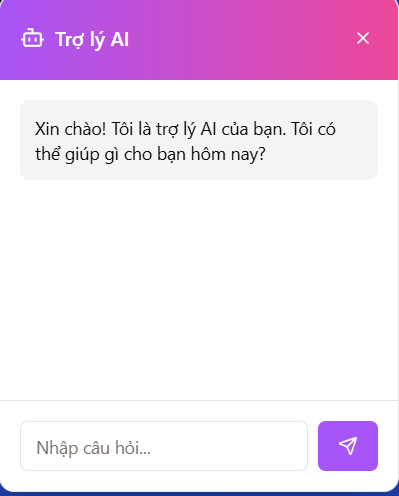 Trợ lý AI
Xin chào! Tôi là trợ lý AI của bạn. Tôi có
thể giúp gì cho bạn hôm nay?
Nhập câu hỏi...